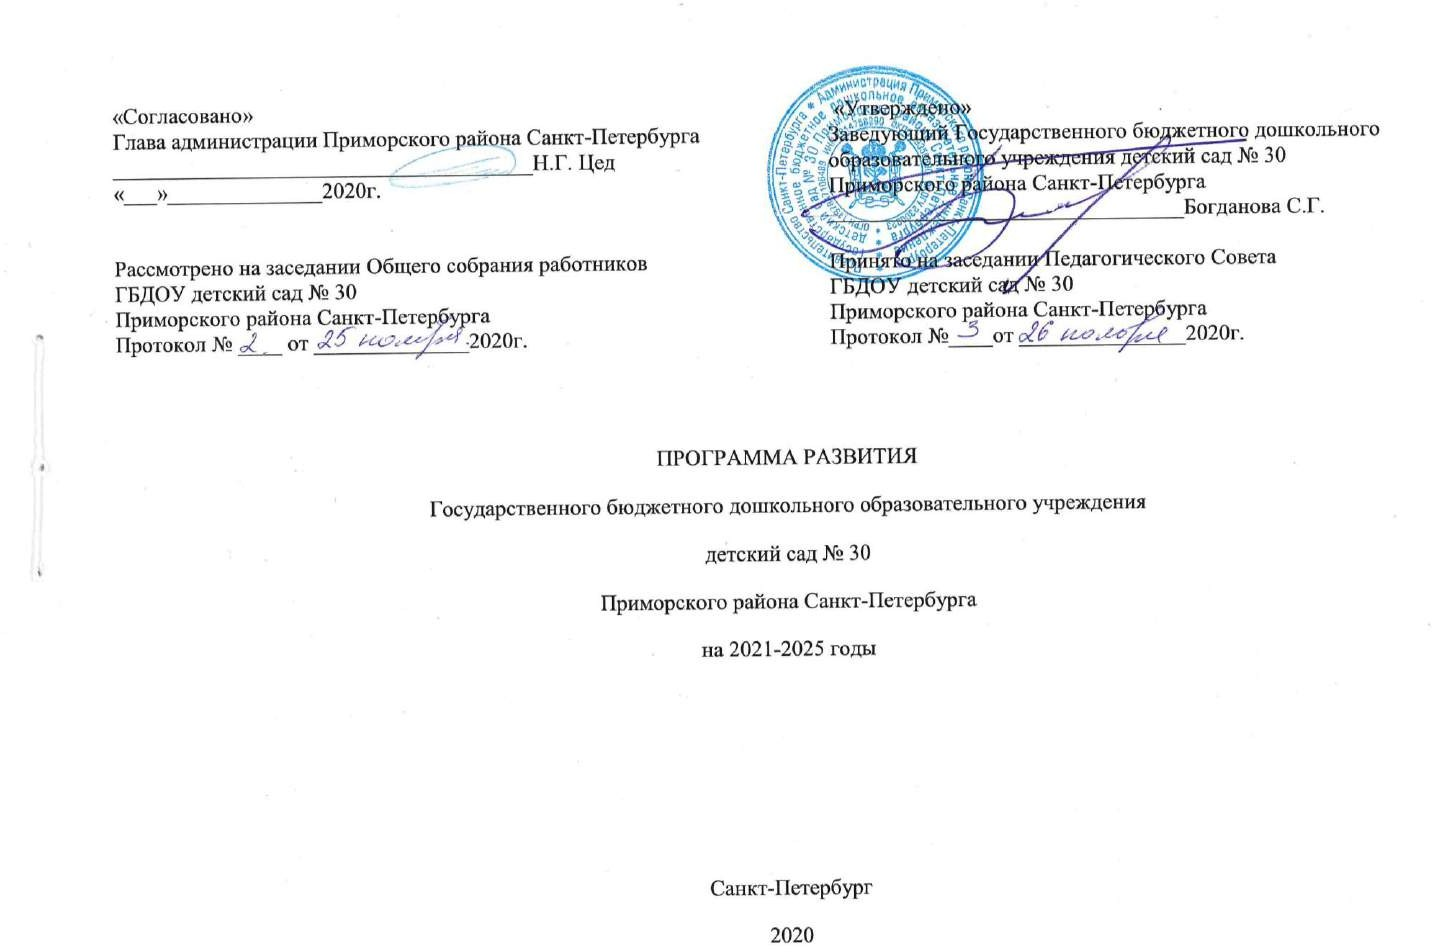 «Согласовано»
Глава администрации Приморского района Санкт-Петербурга
______________________________________Н.Г. Цед
«___»______________2020г.
Рассмотрено на заседании Общего собрания работников
ГБДОУ детский сад № 30
Приморского района Санкт-Петербурга
Протокол № 2 от 25 ноября 2020г.
«Утверждено»
Заведующий Государственного бюджетного дошкольного
образовательного учреждения детский сад № 30
Приморского района Санкт-Петербурга
________________________________Богданова С.Г.
Принято на заседании Педагогического Совета
ГБДОУ детский сад № 30
Приморского района Санкт-Петербурга
Протокол № 3 от 26 ноября 2020г.
ПРОГРАММА РАЗВИТИЯ
Государственного бюджетного дошкольного образовательного учреждения
детский сад № 30
Приморского района Санкт-Петербурга
на 2021-2025 годы
Санкт-Петербург
2020